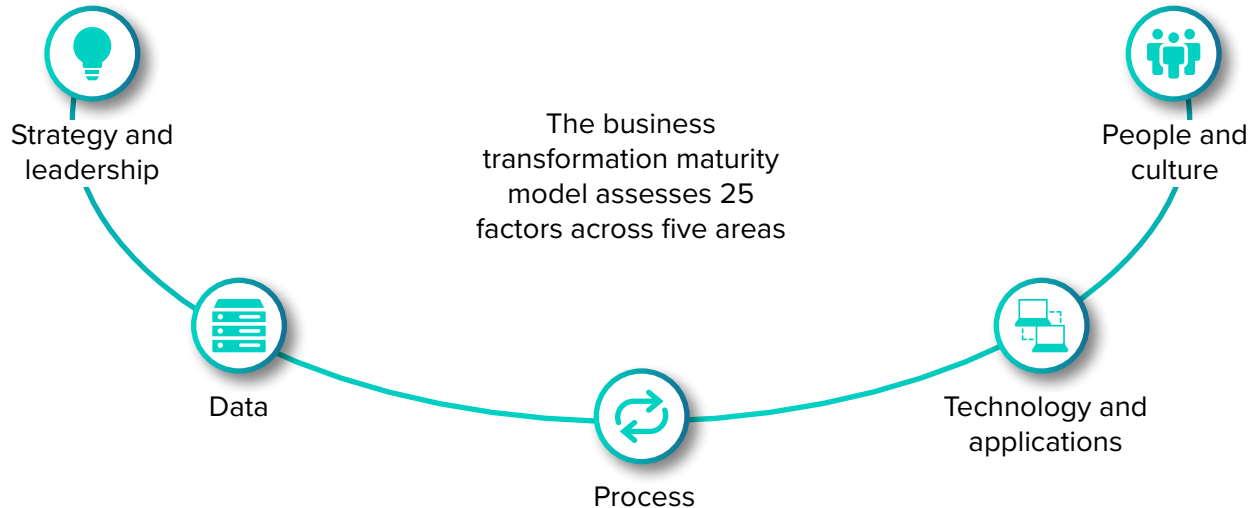 Strategy and
leadership
Data
Process
Technology and
applications
People and
culture
The business
transformation maturity
model assesses 25
factors across five areas